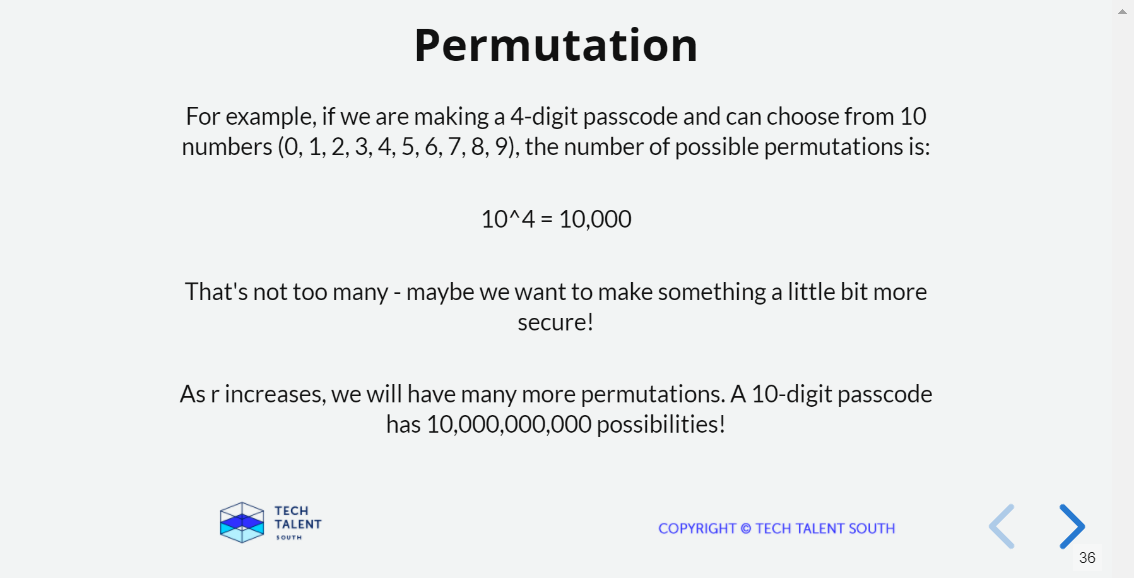 Permutation
For example, if we are making a 4-digit passcode and can choose from 10
numbers (0, 1, 2, 3, 4, 5, 6, 7, 8, 9), the number of possible permutations is:
10^4 = 10,000
That's not too many - maybe we want to make something a little bit more
secure!
As r increases, we will have many more permutations. A 10-digit passcode
has 10,000,000,000 possibilities!
TECH
TALENT
SOUTH
COPYRIGHT © TECH TALENT SOUTH
36